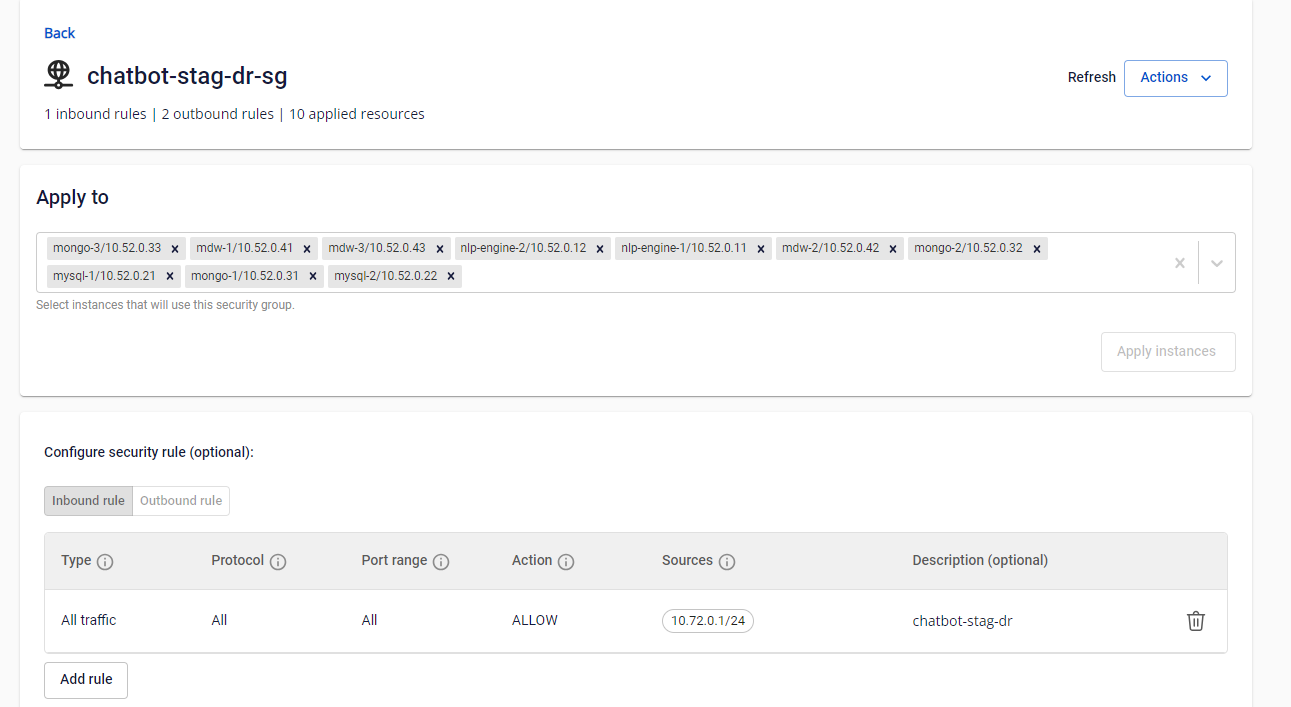 Back
chatbot-stag-dr-sg
Refresh
Actions
1 inbound rules | 2 outbound rules | 10 applied resources
Apply to
mongo-3/10.52.0.33 x mdw-1/10.52.0.41 x mdw-3/10.52.0.43 x nlp-engine-2/10.52.0.12 x nlp-engine-1/10.52.0.11 x mdw-2/10.52.0.42 x mongo-2/10.52.0.32 x
mysql-1/10.52.0.21 x mongo-1/10.52.0.31 x mysql-2/10.52.0.22 x
Select instances that will use this security group.
Apply instances
Configure security rule (optional):
Inbound rule Outbound rule
Type Protocol Port range Action Sources Description (optional)
All traffic All All ALLOW 10.72.0.1/24 chatbot-stag-dr
Add rule